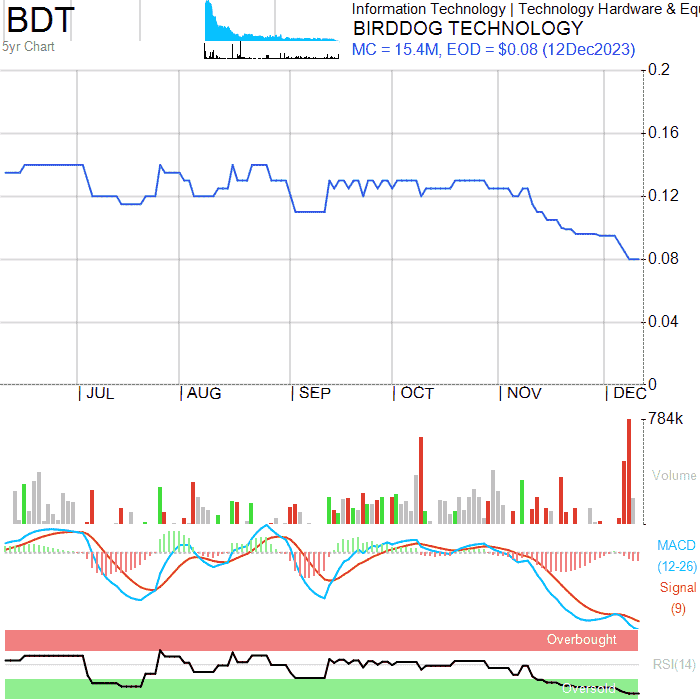 BDT
5yr Chart
Information Technology | Technology Hardware & Equ
BIRDDOG TECHNOLOGY
MC = 15.4M, EOD = $0.08 (12Dec2023)
0.2
0.16
0.12
0.08
0.04
0
| JUL | AUG | SEP | OCT | NOV | DEC
784k
Volume
MACD
(12-26)
Signal
(9)
Overbought
RSI(14)
Oversold